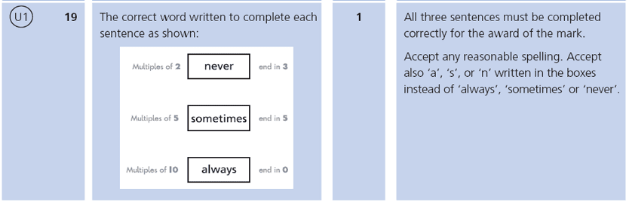 U1
19
The correct word written to complete each
sentence as shown:
Multiples of 2 never end in 3
Multiples of 5 sometimes end in 5
Multiples of 10 always end in 0
1
All three sentences must be completed
correctly for the award of the mark.
Accept any reasonable spelling. Accept
also ‘a’, ‘s’, or ‘n’ written in the boxes
instead of ‘always’, ‘sometimes’ or ‘never’.